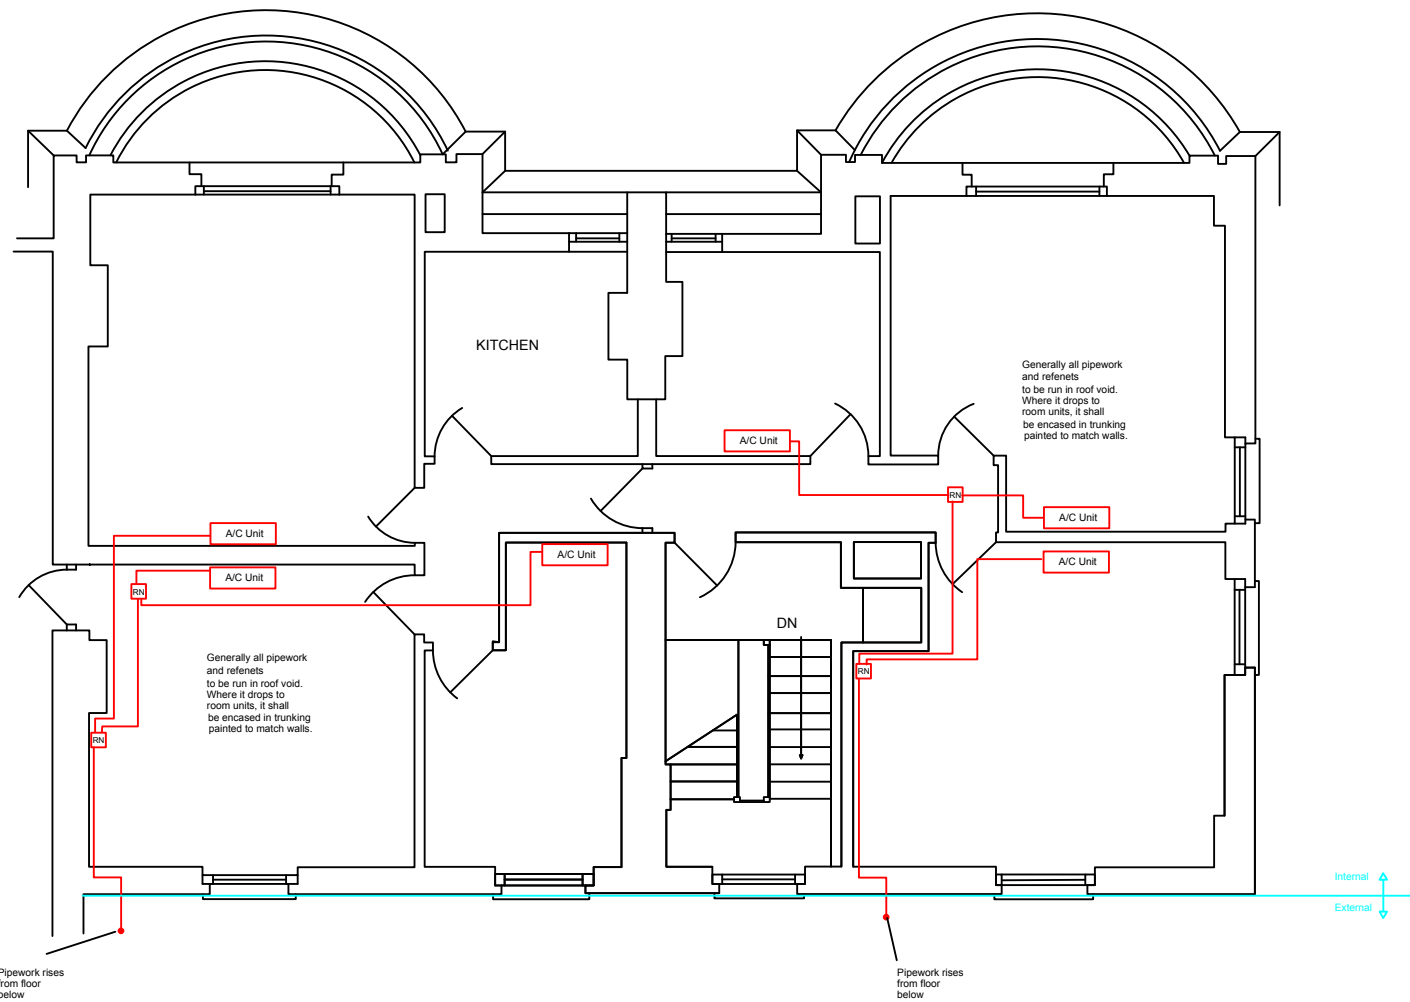 KITCHEN
Generally all pipework
and refenets
to be run in roof void.
Where it drops to
room units, it shall
be encased in trunking
painted to match walls.
A/C Unit
RN
A/C Unit
A/C Unit
A/C Unit
A/C Unit
A/C Unit
RN
DN
Generally all pipework
and refenets
to be run in roof void.
Where it drops to
room units, it shall
be encased in trunking
painted to match walls.
RN
RN
Internal
External
Pipework rises
from floor
below
Pipework rises
from floor
below